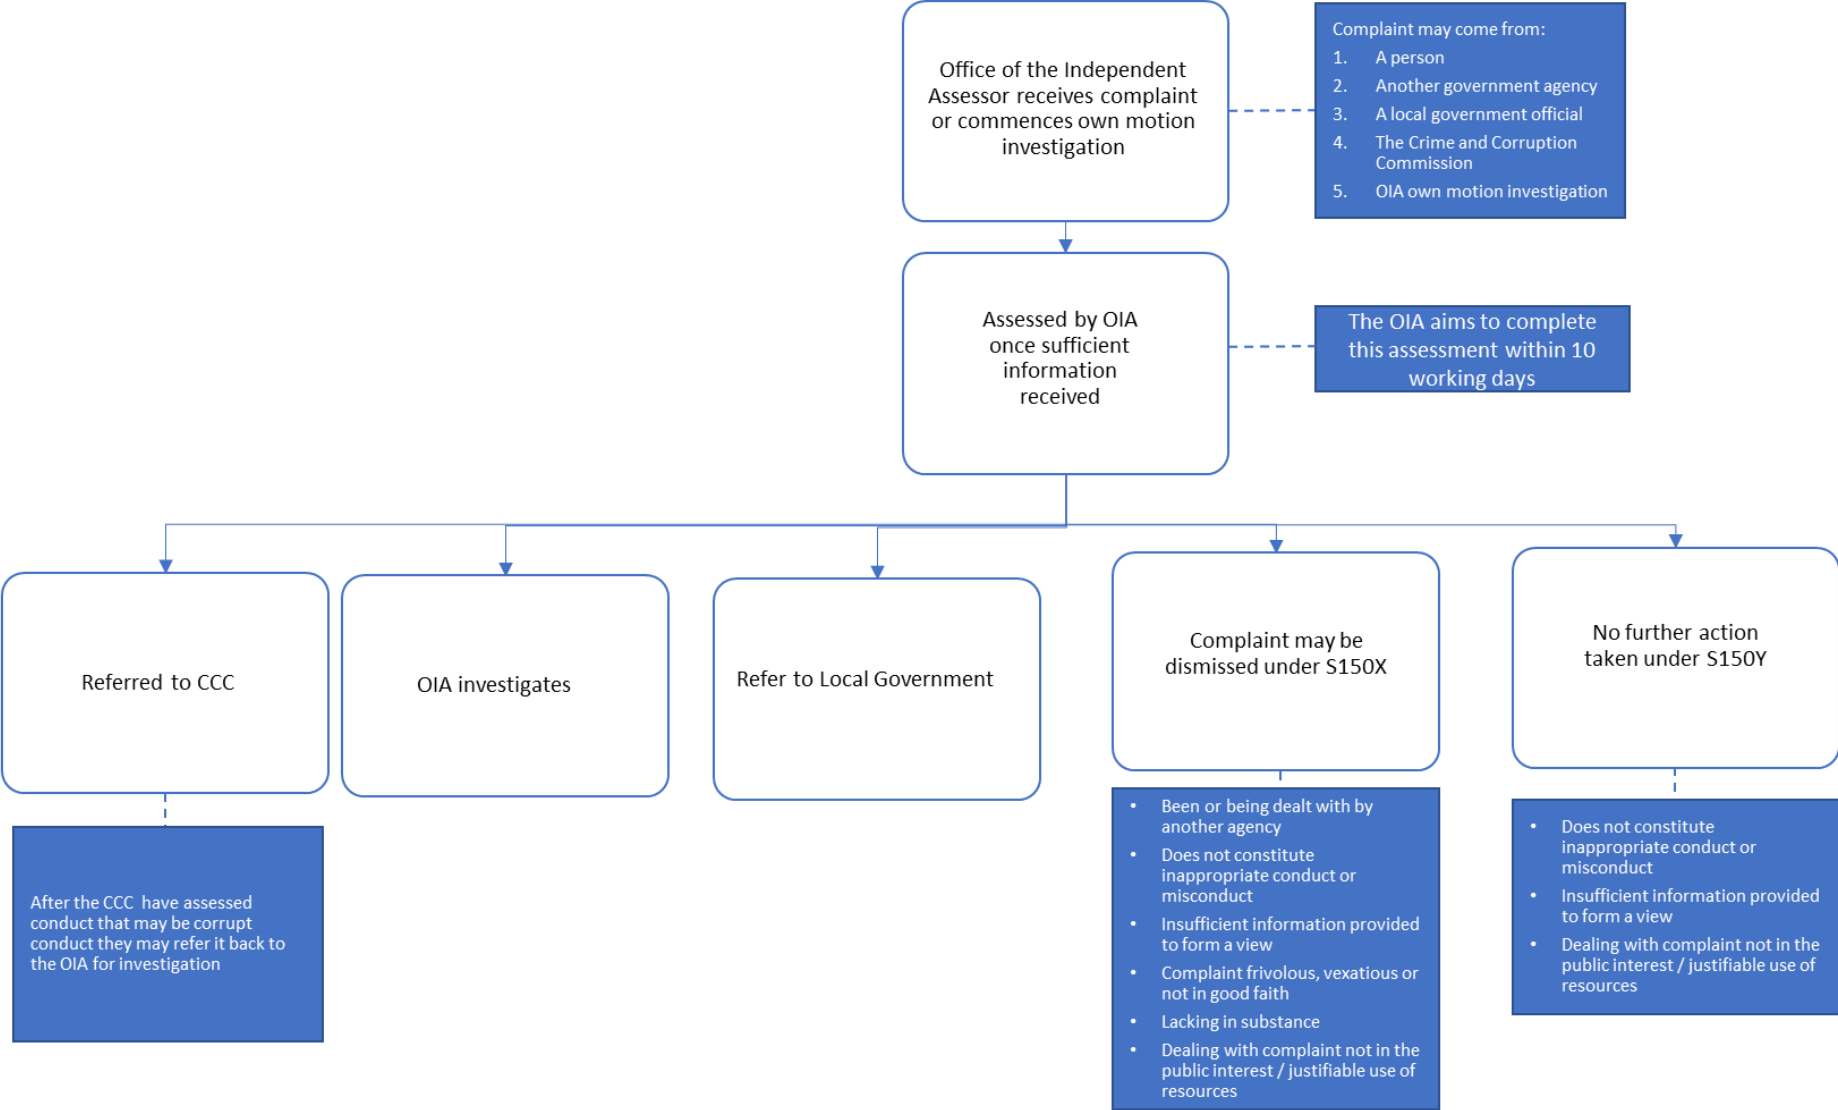 Office of the Independent
Assessor receives complaint
or commences own motion
investigation
Complaint may come from:
1. A person
2. Another government agency
3. A local government official
4. The Crime and Corruption
Commission
5. OIA own motion investigation
Assessed by OIA
once sufficient
information
received
The OIA aims to complete
this assessment within 10
working days
Referred to CCC
OIA investigates
Refer to Local Government
Complaint may be
dismissed under S150X
No further action
taken under S150Y
After the CCC have assessed
conduct that may be corrupt
conduct they may refer it back to
the OIA for investigation
• Been or being dealt with by
another agency
• Does not constitute
inappropriate conduct or
misconduct
• Insufficient information provided
to form a view
• Complaint frivolous, vexatious or
not in good faith
• Lacking in substance
• Dealing with complaint not in the
public interest / justifiable use of
resources
• Does not constitute
inappropriate conduct or
misconduct
• Insufficient information provided
to form a view
• Dealing with complaint not in the
public interest / justifiable use of
resources